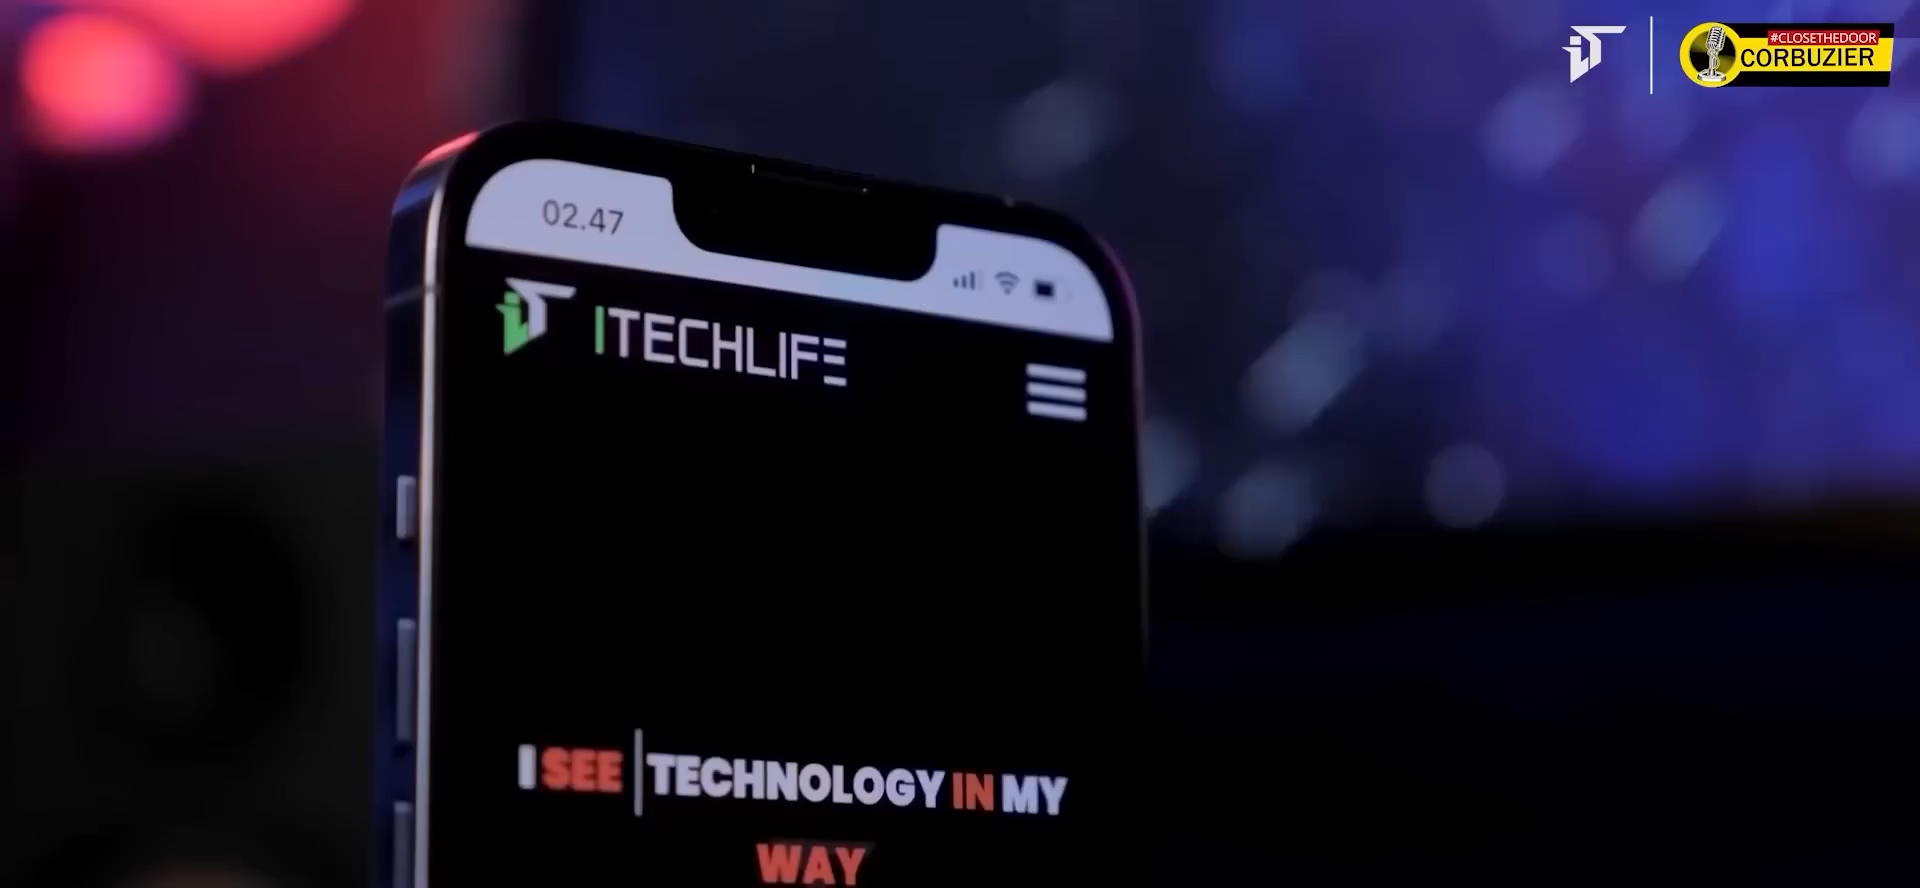 #CLOSETHEDOOR
CORBUZIER
02.47
ITECHLIFE
I SEE TECHNOLOGY IN MY
WAY